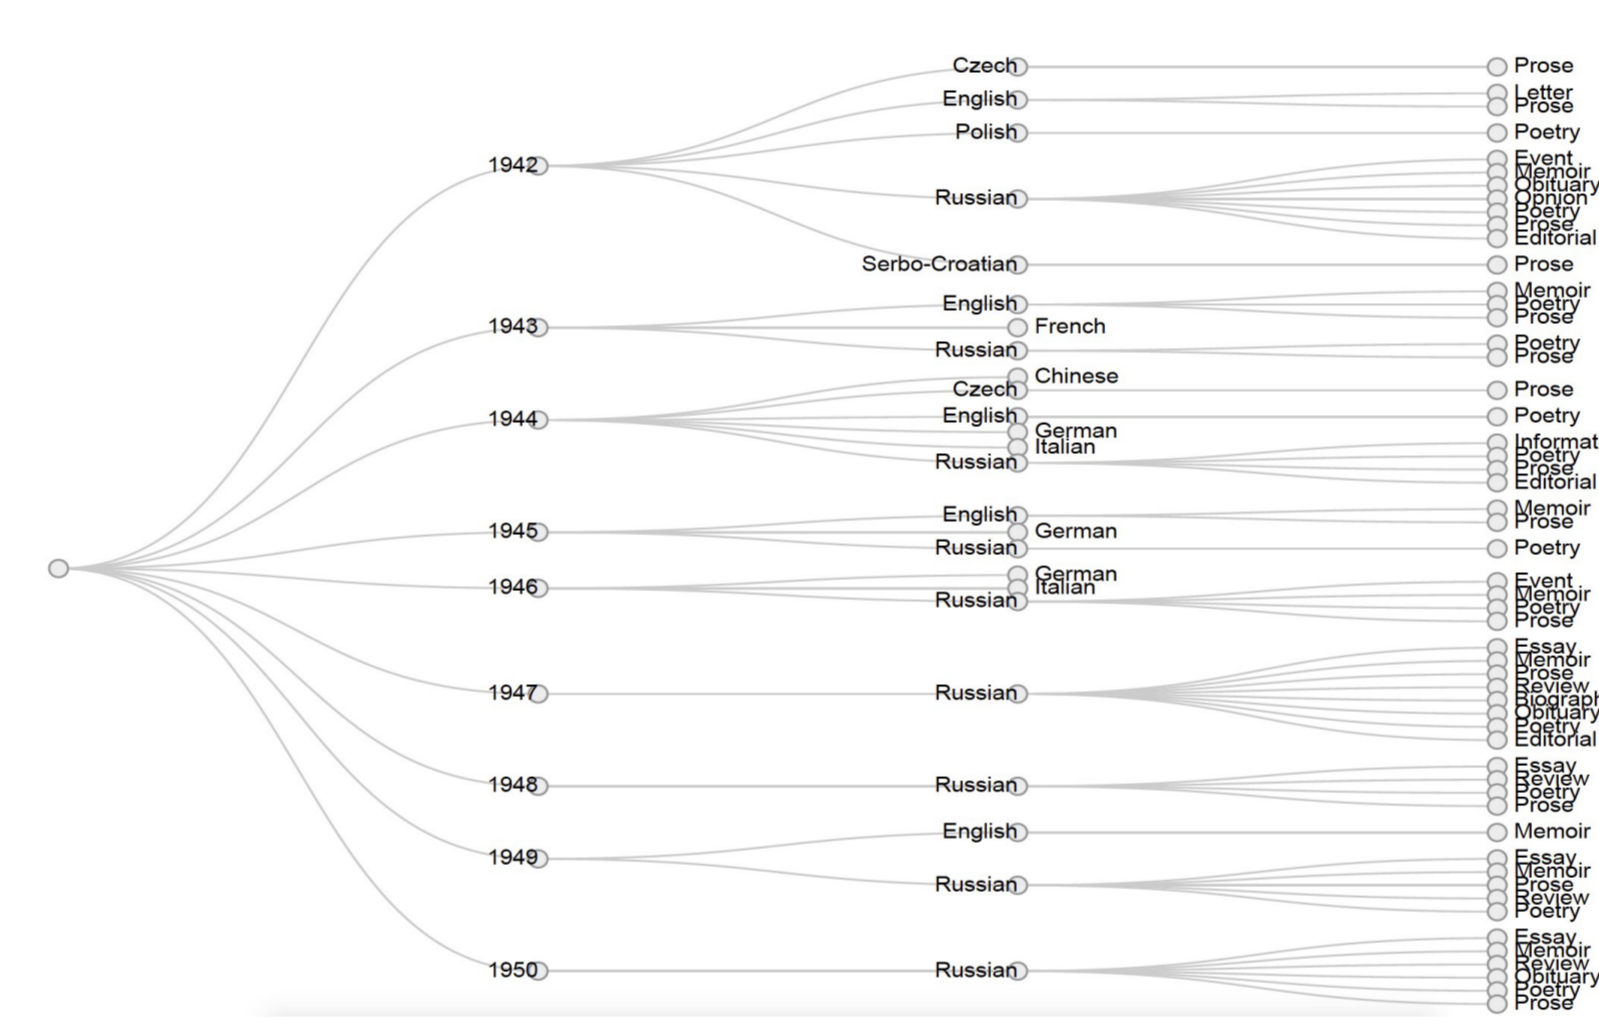 1942
Czech
Prose
English
Letter
Prose
Polish
Poetry
Russian
Event
Memoir
Obituary
Opnion
Poetry
Prose
Editorial
Serbo-Croatian
Prose
1943
English
Memoir
Poetry
Prose
French
Russian
Poetry
Prose
1944
Chinese
Czech
Prose
English
Poetry
German
Italian
Russian
Informat
Poetry
Prose
Editorial
1945
English
Memoir
Prose
German
Russian
Poetry
1946
German
Italian
Russian
Event
Memoir
Poetry
Prose
1947
Russian
Essay
Memoir
Prose
Review
Biograph
Obituary
Poetry
Editorial
1948
Russian
Essay
Review
Poetry
Prose
1949
English
Memoir
Russian
Essay
Memoir
Prose
Review
Poetry
1950
Russian
Essay
Memoir
Review
Obituary
Poetry
Prose